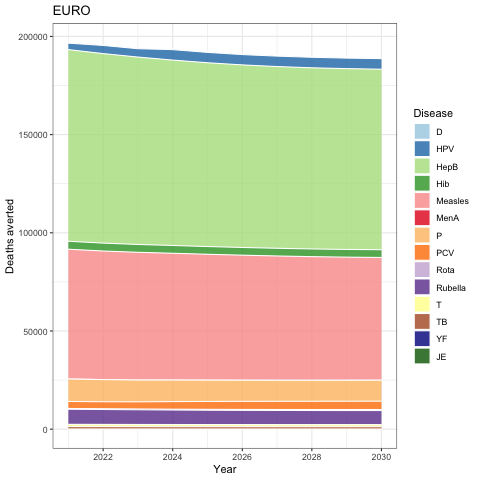 EURO
200000
150000
100000
50000
0
Deaths averted
2022
2024
2026
2028
2030
Year
Disease
D
HPV
HepB
Hib
Measles
MenA
P
PCV
Rota
Rubella
T
TB
YF
JE